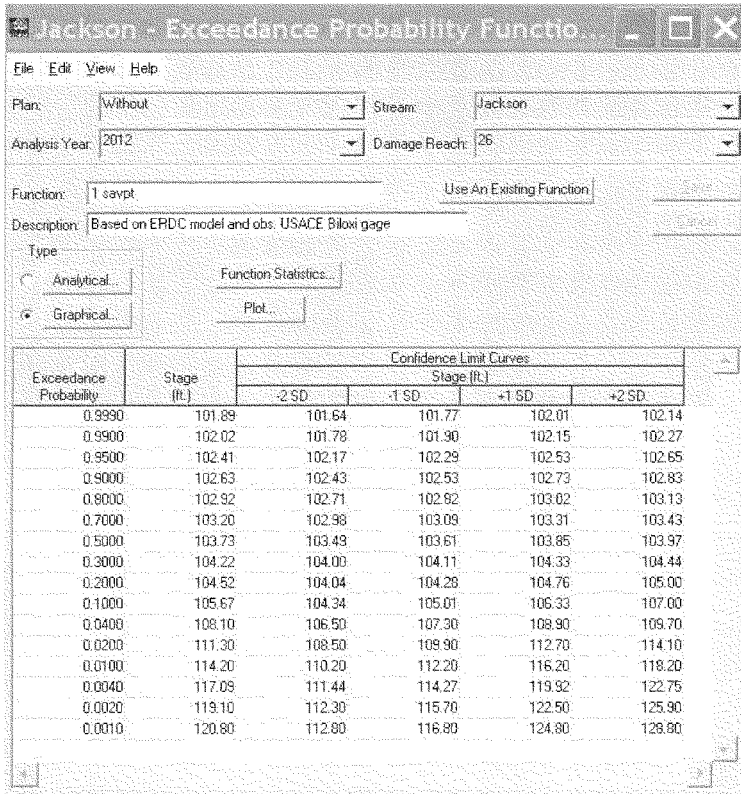 Jackson - Exceedance Probability Functio...
File Edit View Help
Plan: Without Stream: Jackson
Analysis Year: 2012 Damage Reach: 26
Function: 1 savpt Use An Existing Function Save
Description: Based on ERDC model and obs. USACE Biloxi gage Cancel
Type
Analytical... Function Statistics...
Graphical... Plot...
Confidence Limit Curves
Exceedance Stage Stage (ft.)
Probability (ft.) -2 SD -1 SD +1 SD +2 SD
0.9990 101.89 101.64 101.77 102.01 102.14
0.9900 102.02 101.78 101.90 102.15 102.27
0.9500 102.41 102.17 102.29 102.53 102.65
0.9000 102.63 102.43 102.53 102.73 102.83
0.8000 102.92 102.71 102.82 103.02 103.13
0.7000 103.20 102.98 103.09 103.31 103.43
0.5000 103.73 103.49 103.61 103.85 103.97
0.3000 104.22 104.00 104.11 104.33 104.44
0.2000 104.52 104.04 104.28 104.76 105.00
0.1000 105.67 104.34 105.01 106.33 107.00
0.0400 108.10 106.50 107.30 108.90 109.70
0.0200 111.30 108.50 109.90 112.70 114.10
0.0100 114.20 110.20 112.20 116.20 118.20
0.0040 117.09 111.44 114.27 119.92 122.75
0.0020 119.10 112.30 115.70 122.50 125.90
0.0010 120.80 112.80 116.80 124.80 128.80